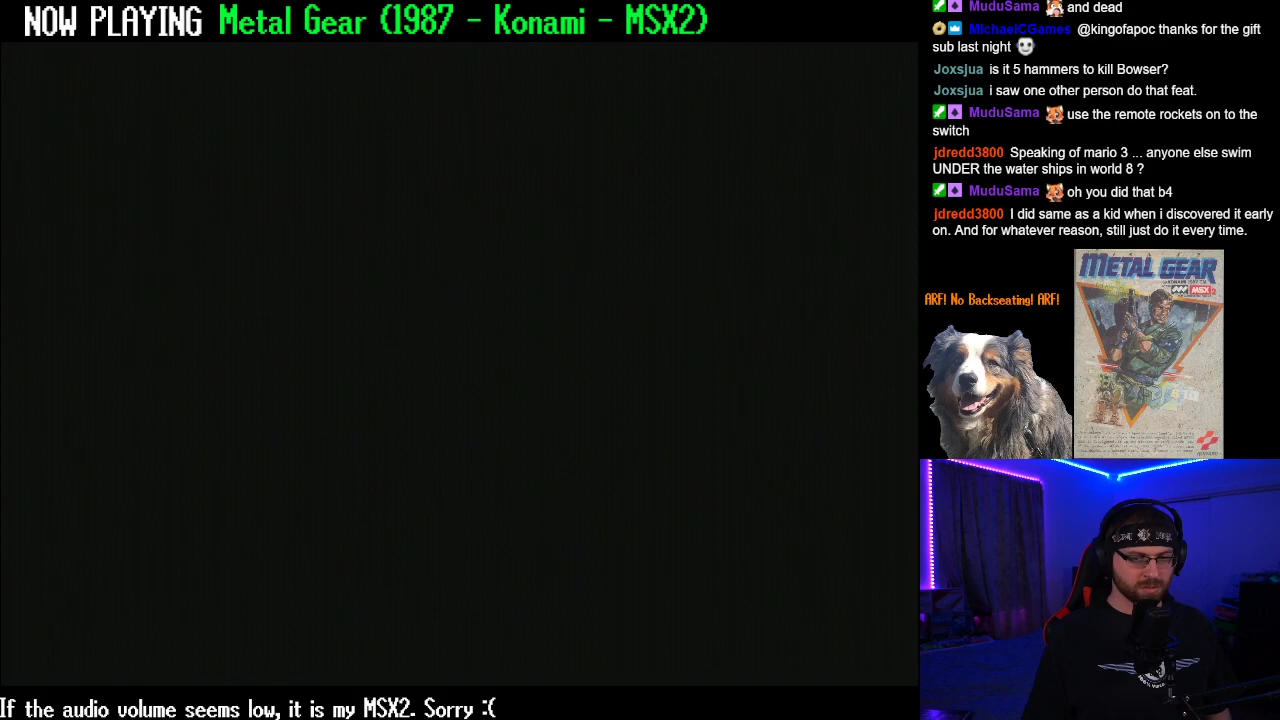 NOW PLAYING Metal Gear (1987 - Konami - MSX2)
MuduSama and dead
MichaelCGames @kingofapoc thanks for the gift
sub last night
Joxsjua is it 5 hammers to kill Bowser?
Joxsjua i saw one other person do that feat.
MuduSama use the remote rockets on to the
switch
jdredd3800 Speaking of mario 3 ... anyone else swim
UNDER the water ships in world 8 ?
MuduSama oh you did that b4
jdredd3800 I did same as a kid when i discovered it early
on. And for whatever reason, still just do it every time.
ARF! No Backseating! ARF!
METAL GEAR
MSX2
If the audio volume seems low, it is my MSX2. Sorry :(